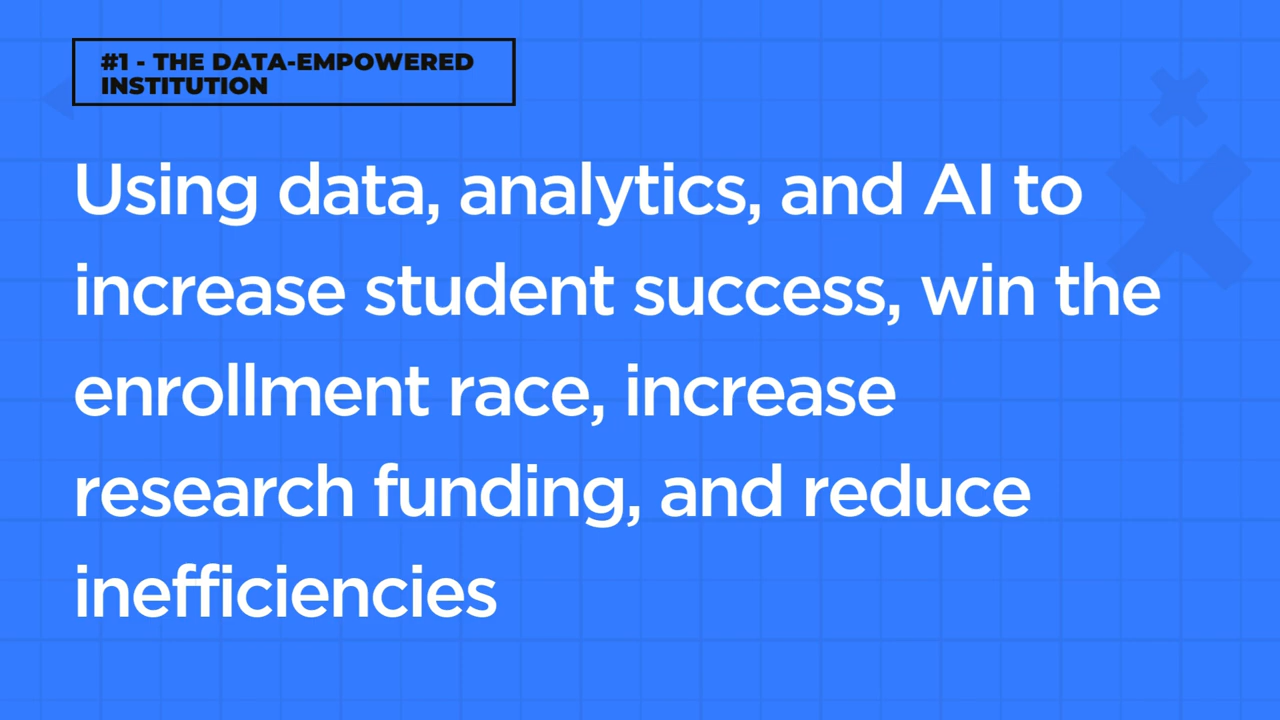 #1 - THE DATA-EMPOWERED
INSTITUTION
Using data, analytics, and AI to
increase student success, win the
enrollment race, increase
research funding, and reduce
inefficiencies